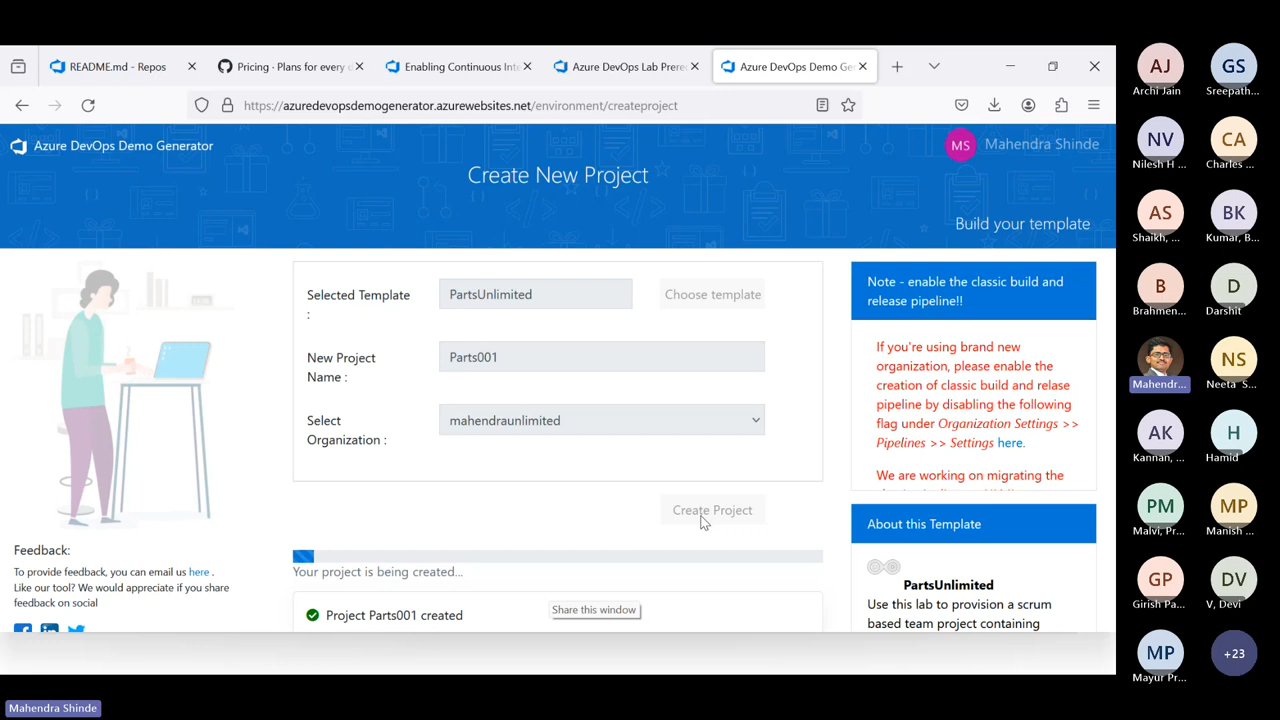 README.md - Repos
Pricing · Plans for every c
Enabling Continuous Inte
Azure DevOps Lab Prere
Azure DevOps Demo Ge
https://azuredevopsdemogenerator.azurewebsites.net/environment/createproject
Azure DevOps Demo Generator
MS
Mahendra Shinde
Create New Project
Build your template
Selected Template
:
PartsUnlimited
Choose template
New Project
Name :
Parts001
Select
Organization :
mahendraunlimited
Create Project
Your project is being created...
Project Parts001 created
Share this window
Feedback:
To provide feedback, you can email us here .
Like our tool? We would appreciate if you share
feedback on social
Note - enable the classic build and
release pipeline!!
If you're using brand new
organization, please enable the
creation of classic build and relase
pipeline by disabling the following
flag under Organization Settings >>
Pipelines >> Settings here.
We are working on migrating the
About this Template
PartsUnlimited
Use this lab to provision a scrum
based team project containing
AJ
Archi Jain
GS
Sreepath...
NV
Nilesh H ...
CA
Charles ...
AS
Shaikh, ...
BK
Kumar, B...
B
Brahmen...
D
Darshit
Mahendr...
NS
Neeta S...
AK
Kannan, ...
H
Hamid
PM
Malvi, Pr...
MP
Manish ...
GP
Girish Pa...
DV
V, Devi
MP
Mayur Pr...
+23
Mahendra Shinde